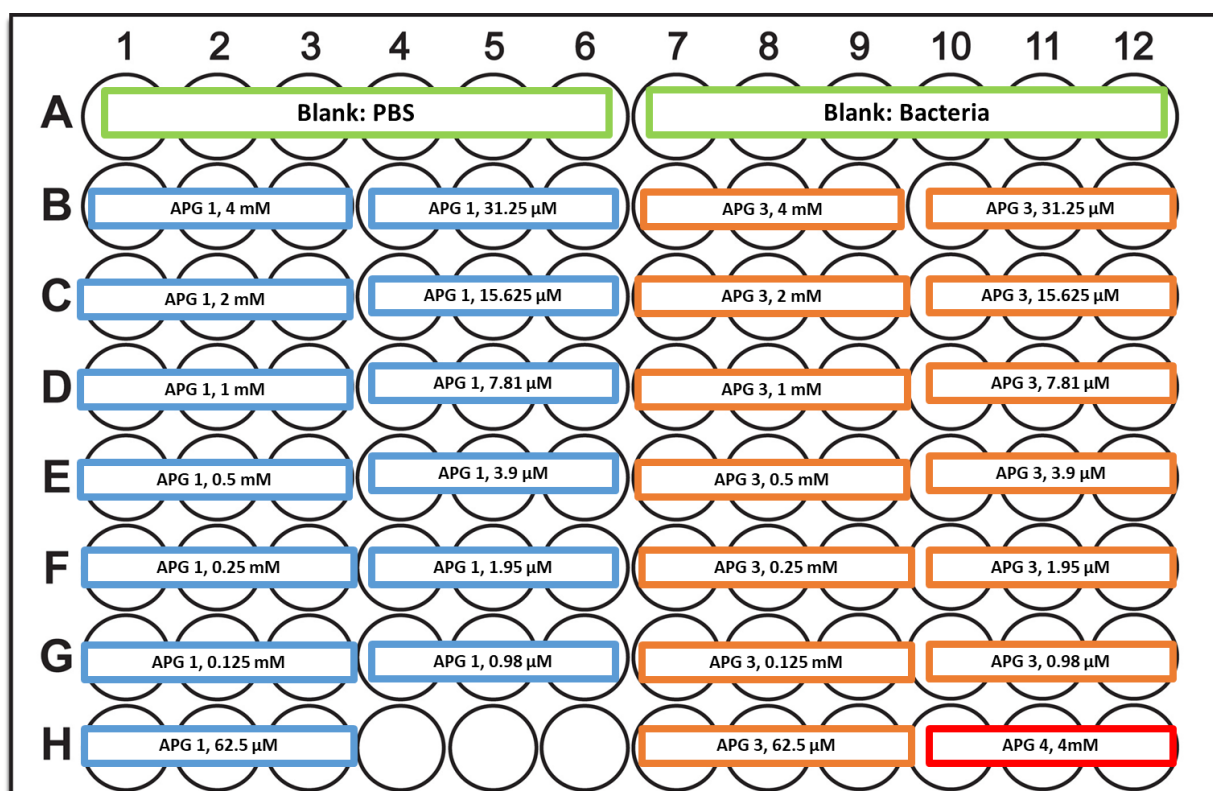 1 2 3 4 5 6 7 8 9 10 11 12
A Blank: PBS Blank: Bacteria
B APG 1, 4 mM APG 1, 31.25 µM APG 3, 4 mM APG 3, 31.25 µM
C APG 1, 2 mM APG 1, 15.625 µM APG 3, 2 mM APG 3, 15.625 µM
D APG 1, 1 mM APG 1, 7.81 µM APG 3, 1 mM APG 3, 7.81 µM
E APG 1, 0.5 mM APG 1, 3.9 µM APG 3, 0.5 mM APG 3, 3.9 µM
F APG 1, 0.25 mM APG 1, 1.95 µM APG 3, 0.25 mM APG 3, 1.95 µM
G APG 1, 0.125 mM APG 1, 0.98 µM APG 3, 0.125 mM APG 3, 0.98 µM
H APG 1, 62.5 µM APG 3, 62.5 µM APG 4, 4mM